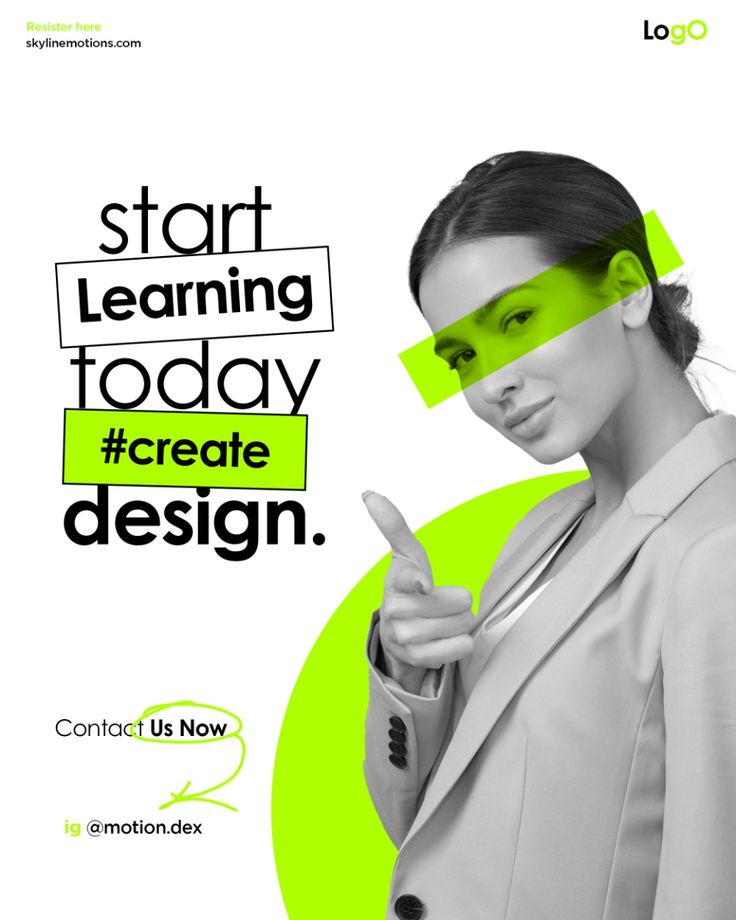 Resister here
skylinemotions.com
LogO
start
Learning
today
#create
design.
Contact Us Now
ig @motion.dex